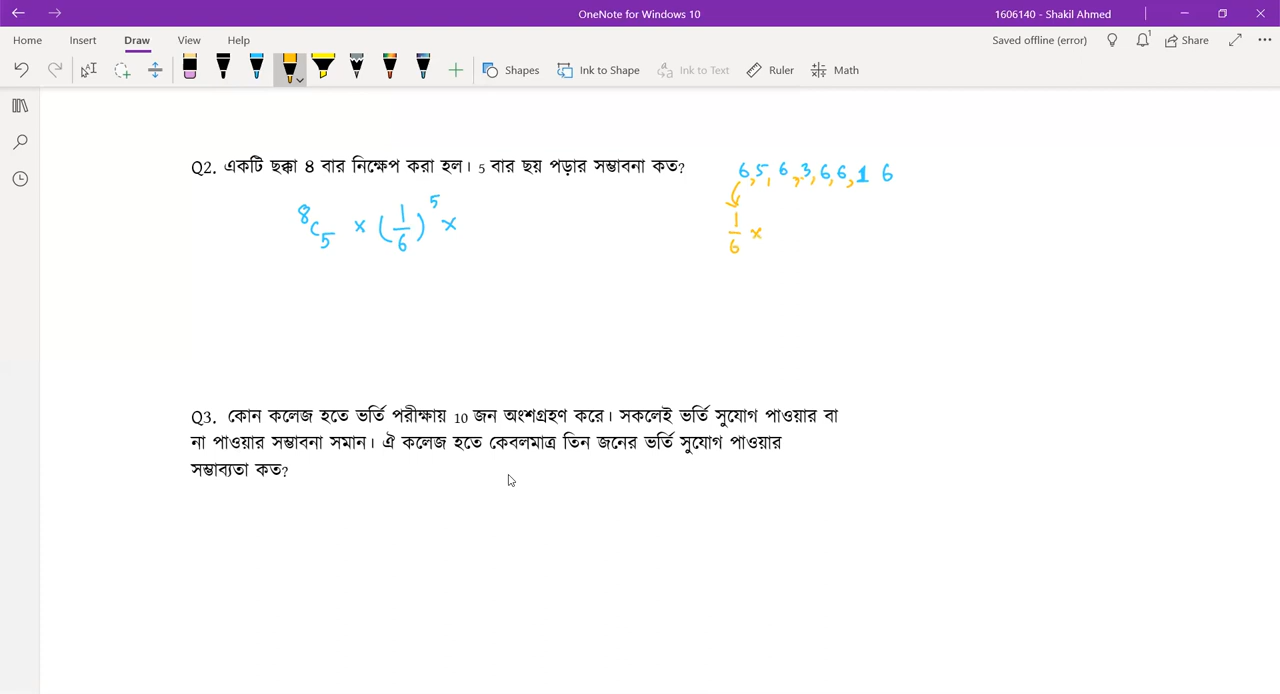 OneNote for Windows 10
1606140 - Shakil Ahmed
Home Insert Draw View Help
Saved offline (error) Share
Shapes Ink to Shape Ink to Text Ruler Math
Q2. একটি ছক্কা ৪ বার নিক্ষেপ করা হল। 5 বার ছয় পড়ার সম্ভাবনা কত?
6, 5, 6, 3, 6, 6, 1 6
⁸C₅ × (1/6)⁵ ×
1/6 ×
Q3. কোন কলেজ হতে ভর্তি পরীক্ষায় 10 জন অংশগ্রহণ করে। সকলেই ভর্তি সুযোগ পাওয়ার বা
না পাওয়ার সম্ভাবনা সমান। ঐ কলেজ হতে কেবলমাত্র তিন জনের ভর্তি সুযোগ পাওয়ার
সম্ভাব্যতা কত?